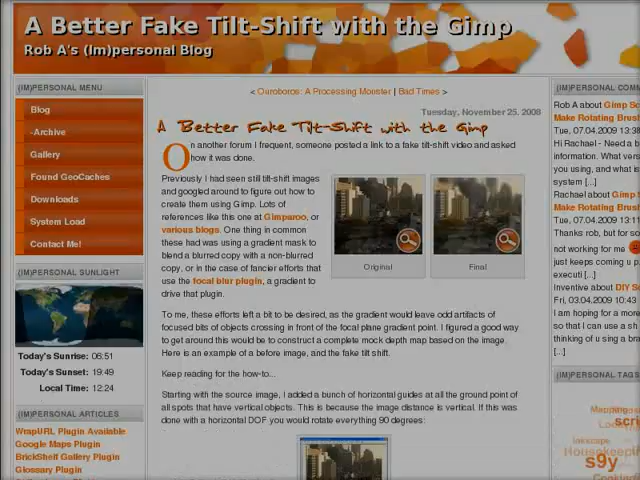 A Better Fake Tilt-Shift with the Gimp
Rob A's (Im)personal Blog
(IM)PERSONAL MENU
Blog
-Archive
Gallery
Found GeoCaches
Downloads
System Load
Contact Me!
(IM)PERSONAL SUNLIGHT
Today's Sunrise: 06:51
Today's Sunset: 19:49
Local Time: 12:24
(IM)PERSONAL ARTICLES
WrapURL Plugin Available
Google Maps Plugin
BrickShelf Gallery Plugin
Glossary Plugin
< Ouroboros: A Processing Monster | Bad Times >
Tuesday, November 25. 2008
A Better Fake Tilt-Shift with the Gimp
On another forum I frequent, someone posted a link to a fake tilt-shift video and asked
how it was done.
Previously I had seen still tilt-shift images
and googled around to figure out how to
create them using Gimp. Lots of
references like this one at Gimparoo, or
various blogs. One thing in common
these had was using a gradient mask to
blend a blurred copy with a non-blurred
copy, or in the case of fancier efforts that
use the focal blur plugin, a gradient to
drive that plugin.
Original
Final
To me, these efforts left a bit to be desired, as the gradient would leave odd artifacts of
focused bits of objects crossing in front of the focal plane gradient point. I figured a good way
to get around this would be to construct a complete mock depth map based on the image.
Here is an example of a before image, and the fake tilt shift.
Keep reading for the how-to...
Starting with the source image, I added a bunch of horizontal guides at all the ground point of
all spots that have vertical objects. This is because the image distance is vertical. If this was
done with a horizontal DOF you would rotate everything 90 degrees:
(IM)PERSONAL COM
Rob A about Gimp Sc
Make Rotating Brush
Tue, 07.04.2009 13:38
Hi Rachael - Need a b
information. What vers
you using, and what is
system [...]
Rachael about Gimp S
Make Rotating Brush
Tue, 07.04.2009 13:11
Thanks rob, but for so
not working for me
just keeps coming u p
executi [...]
Inventive about DIY S
Fri, 03.04.2009 10:43
I am hoping for a more
so that I can use a sh
thinking of u sing a bra
[...]
(IM)PERSONAL TAGS
Mapping
scri
Inkscape
Housekeepin
s9y